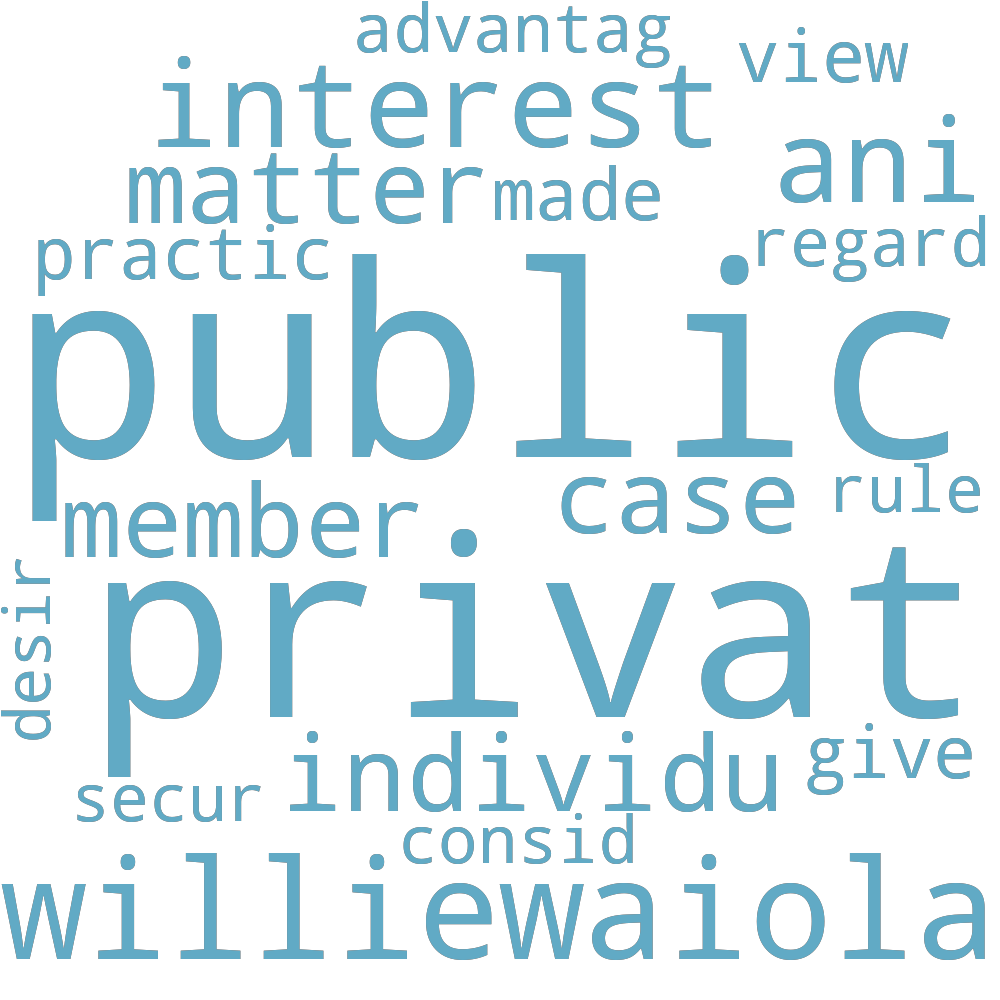 advantag
view
interest
ani
matter
made
practic
regard
public
case
rule
member
privat
desir
individu
give
secur
consid
williewaiola